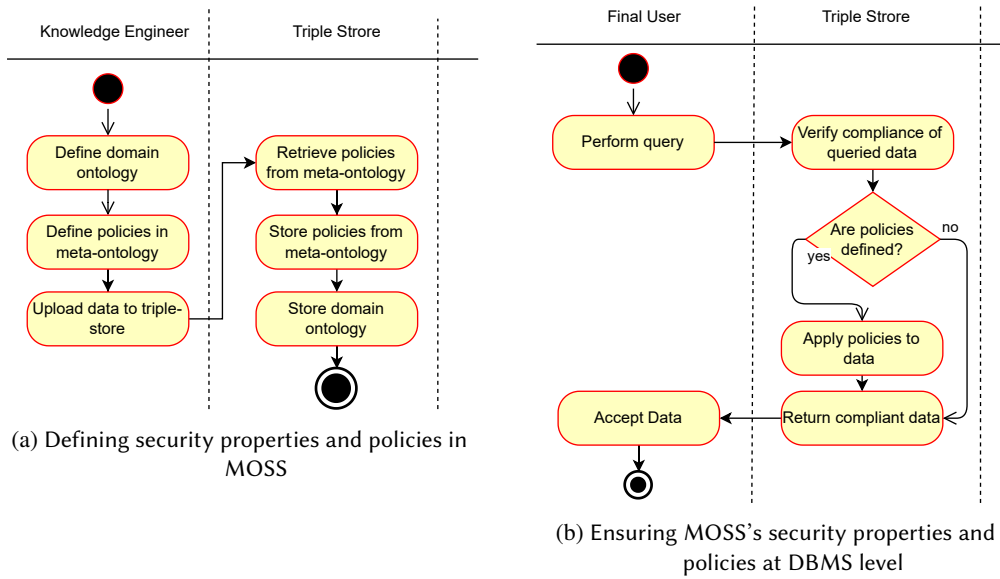 Knowledge Engineer
Triple Strore
Define domain
ontology
Define policies in
meta-ontology
Upload data to triple-
store
Retrieve policies
from meta-ontology
Store policies from
meta-ontology
Store domain
ontology
(a) Defining security properties and policies in
MOSS
Final User
Triple Strore
Perform query
Verify compliance of
queried data
Are policies
defined?
yes
no
Apply policies to
data
Return compliant data
Accept Data
(b) Ensuring MOSS's security properties and
policies at DBMS level